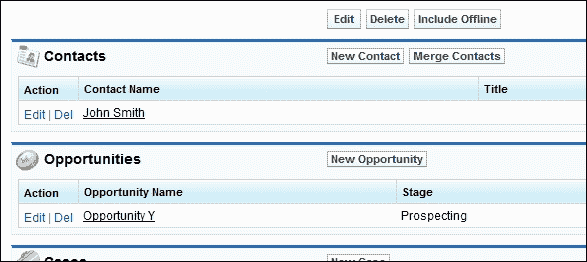 Edit Delete Include Offline
Contacts New Contact Merge Contacts
Action Contact Name Title
Edit | Del John Smith
Opportunities New Opportunity
Action Opportunity Name Stage
Edit | Del Opportunity Y Prospecting